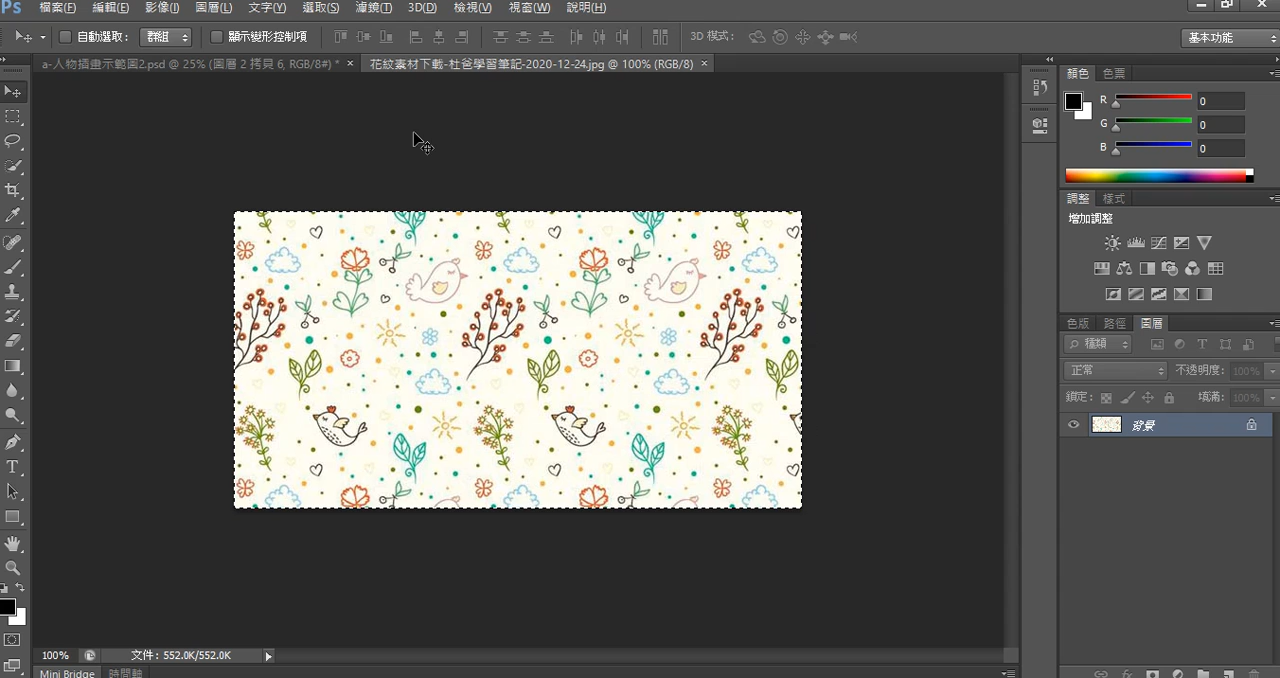 Ps 檔案(F) 編輯(E) 影像(I) 圖層(L) 文字(Y) 選取(S) 濾鏡(T) 3D(D) 檢視(V) 視窗(W) 說明(H)
自動選取： 群組 顯示變形控制項 3D 模式： 基本功能
a-人物插畫示範圖2.psd @ 25% (圖層 2 拷貝 6, RGB/8#) * × 花紋素材下載-杜爸學習筆記-2020-12-24.jpg @ 100% (RGB/8) ×
顏色 色票
R 0
G 0
B 0
調整 樣式
增加調整
色版 路徑 圖層
種類
正常 不透明度： 100%
鎖定： 填滿： 100%
背景
100% 文件：552.0K/552.0K
Mini Bridge 時間軸